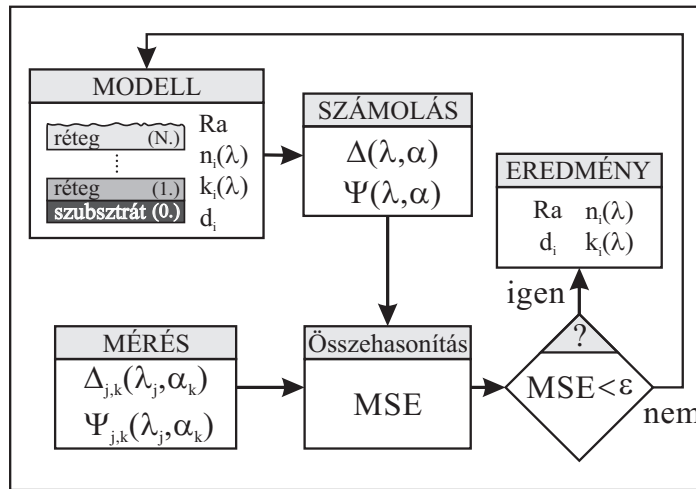 MODELL
réteg (N.)
réteg (1.)
szubsztrát (0.)
Ra
nᵢ(λ)
kᵢ(λ)
dᵢ
SZÁMOLÁS
Δ(λ,α)
Ψ(λ,α)
EREDMÉNY
Ra nᵢ(λ)
dᵢ kᵢ(λ)
igen
MÉRÉS
Δj,k(λj,αk)
Ψj,k(λj,αk)
Összehasonítás
MSE
?
MSE<ε
nem